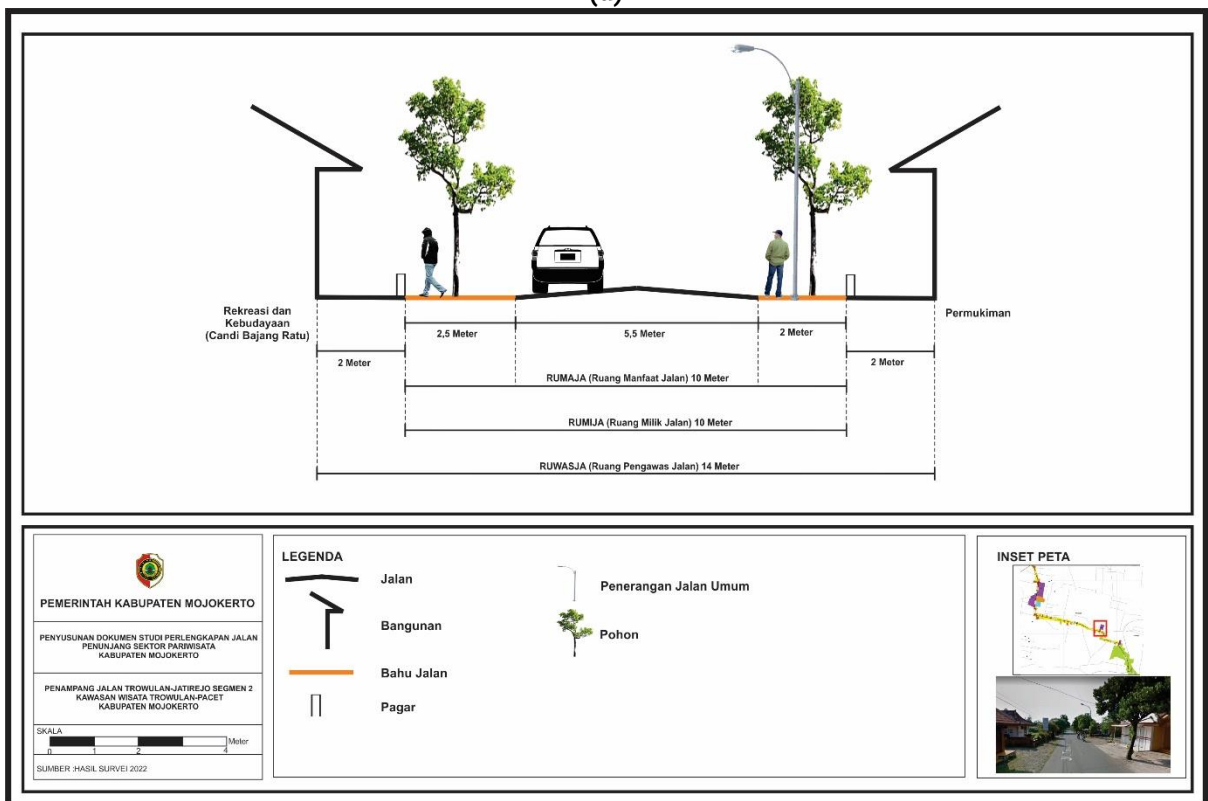 Rekreasi dan
Kebudayaan
(Candi Bajang Ratu)
Permukiman
2,5 Meter
5,5 Meter
2 Meter
2 Meter
2 Meter
RUMAJA (Ruang Manfaat Jalan) 10 Meter
RUMIJA (Ruang Milik Jalan) 10 Meter
RUWASJA (Ruang Pengawas Jalan) 14 Meter
PEMERINTAH KABUPATEN MOJOKERTO
PENYUSUNAN DOKUMEN STUDI PERLENGKAPAN JALAN
PENUNJANG SEKTOR PARIWISATA
KABUPATEN MOJOKERTO
PENAMPANG JALAN TROWULAN-JATIREJO SEGMEN 2
KAWASAN WISATA TROWULAN-PACET
KABUPATEN MOJOKERTO
SKALA
Meter
0 1 2 4
SUMBER :HASIL SURVEI 2022
LEGENDA
Jalan
Bangunan
Bahu Jalan
Pagar
Penerangan Jalan Umum
Pohon
INSET PETA